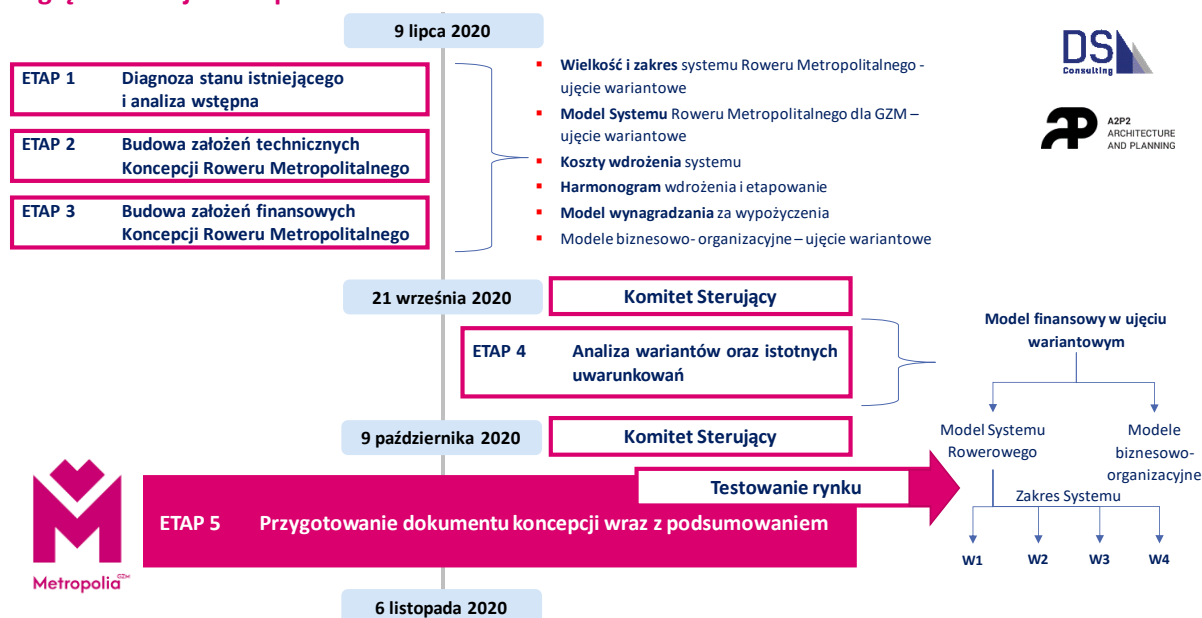 9 lipca 2020
ETAP 1 Diagnoza stanu istniejącego
i analiza wstępna
ETAP 2 Budowa założeń technicznych
Koncepcji Roweru Metropolitalnego
ETAP 3 Budowa założeń finansowych
Koncepcji Roweru Metropolitalnego
▪ Wielkość i zakres systemu Roweru Metropolitalnego -
ujęcie wariantowe
▪ Model Systemu Roweru Metropolitalnego dla GZM –
ujęcie wariantowe
▪ Koszty wdrożenia systemu
▪ Harmonogram wdrożenia i etapowanie
▪ Model wynagradzania za wypożyczenia
▪ Modele biznesowo- organizacyjne – ujęcie wariantowe
DS
Consulting
A2P2
ARCHITECTURE
AND PLANNING
21 września 2020
Komitet Sterujący
ETAP 4 Analiza wariantów oraz istotnych
uwarunkowań
Model finansowy w ujęciu
wariantowym
Model Systemu
Rowerowego
Modele
biznesowo-
organizacyjne
Zakres Systemu
W1 W2 W3 W4
9 października 2020
Komitet Sterujący
Testowanie rynku
ETAP 5 Przygotowanie dokumentu koncepcji wraz z podsumowaniem
Metropolia GZM
6 listopada 2020